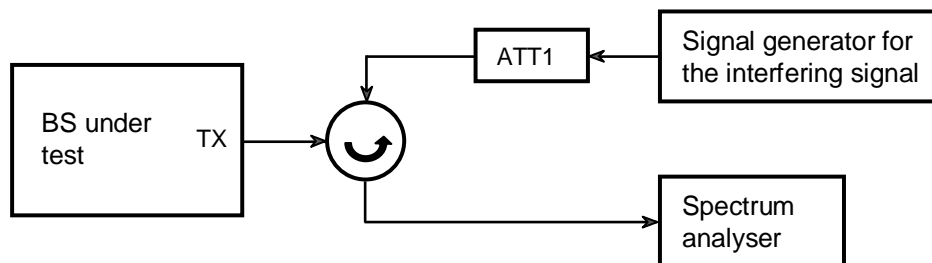 Signal generator for
the interfering signal
ATT1
BS under
test
TX
Spectrum
analyser